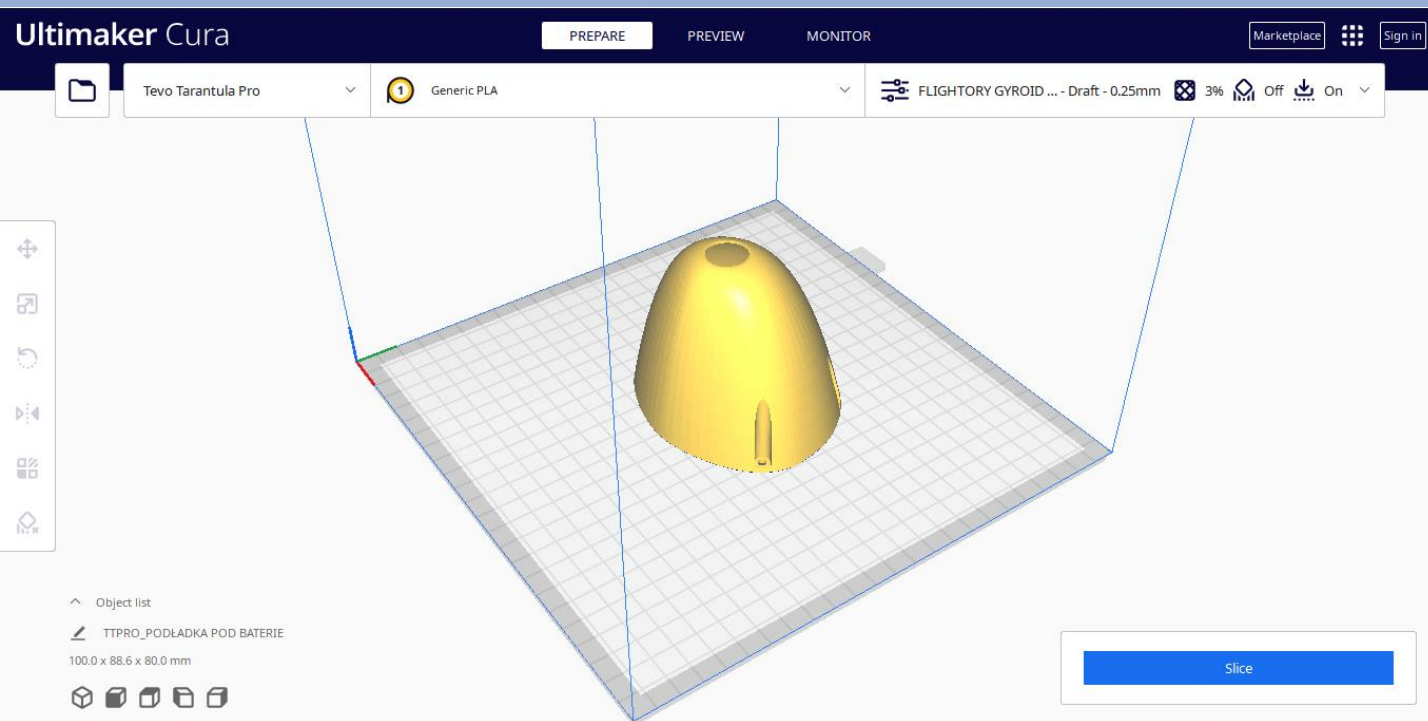 Ultimaker Cura
PREPARE
PREVIEW
MONITOR
Marketplace
Sign in
Tevo Tarantula Pro
1
Generic PLA
FLIGHTORY GYROID ... - Draft - 0.25mm
3%
Off
On
Object list
TTPRO_PODŁADKA POD BATERIE
100.0 x 88.6 x 80.0 mm
Slice